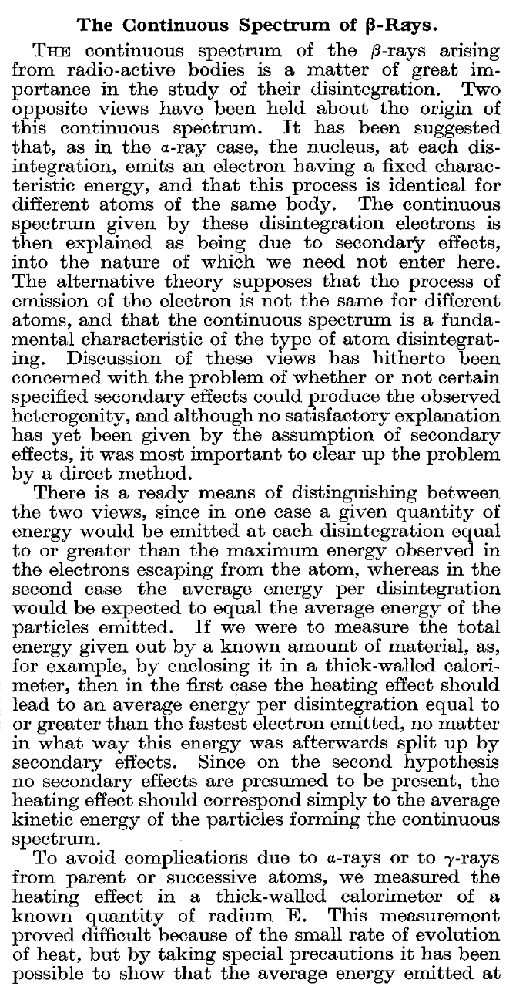 The Continuous Spectrum of β-Rays.
THE continuous spectrum of the β-rays arising
from radio-active bodies is a matter of great im-
portance in the study of their disintegration. Two
opposite views have been held about the origin of
this continuous spectrum. It has been suggested
that, as in the α-ray case, the nucleus, at each dis-
integration, emits an electron having a fixed charac-
teristic energy, and that this process is identical for
different atoms of the same body. The continuous
spectrum given by these disintegration electrons is
then explained as being due to secondary effects,
into the nature of which we need not enter here.
The alternative theory supposes that the process of
emission of the electron is not the same for different
atoms, and that the continuous spectrum is a funda-
mental characteristic of the type of atom disintegrat-
ing. Discussion of these views has hitherto been
concerned with the problem of whether or not certain
specified secondary effects could produce the observed
heterogenity, and although no satisfactory explanation
has yet been given by the assumption of secondary
effects, it was most important to clear up the problem
by a direct method.
There is a ready means of distinguishing between
the two views, since in one case a given quantity of
energy would be emitted at each disintegration equal
to or greater than the maximum energy observed in
the electrons escaping from the atom, whereas in the
second case the average energy per disintegration
would be expected to equal the average energy of the
particles emitted. If we were to measure the total
energy given out by a known amount of material, as,
for example, by enclosing it in a thick-walled calori-
meter, then in the first case the heating effect should
lead to an average energy per disintegration equal to
or greater than the fastest electron emitted, no matter
in what way this energy was afterwards split up by
secondary effects. Since on the second hypothesis
no secondary effects are presumed to be present, the
heating effect should correspond simply to the average
kinetic energy of the particles forming the continuous
spectrum.
To avoid complications due to α-rays or to γ-rays
from parent or successive atoms, we measured the
heating effect in a thick-walled calorimeter of a
known quantity of radium E. This measurement
proved difficult because of the small rate of evolution
of heat, but by taking special precautions it has been
possible to show that the average energy emitted at